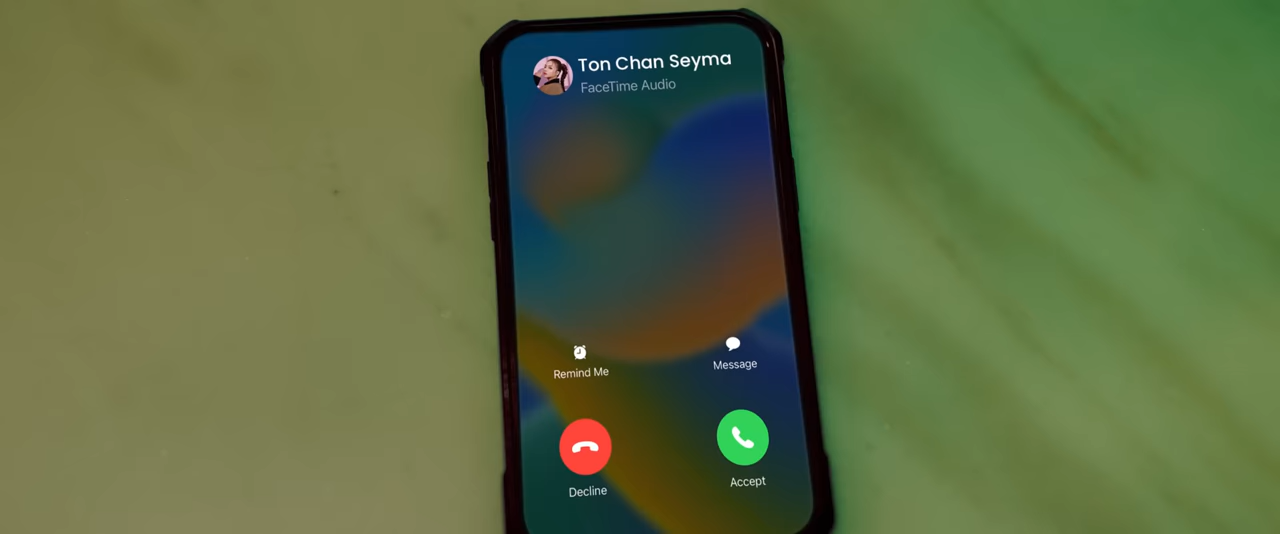 Ton Chan Seyma
FaceTime Audio
Remind Me
Message
Decline
Accept